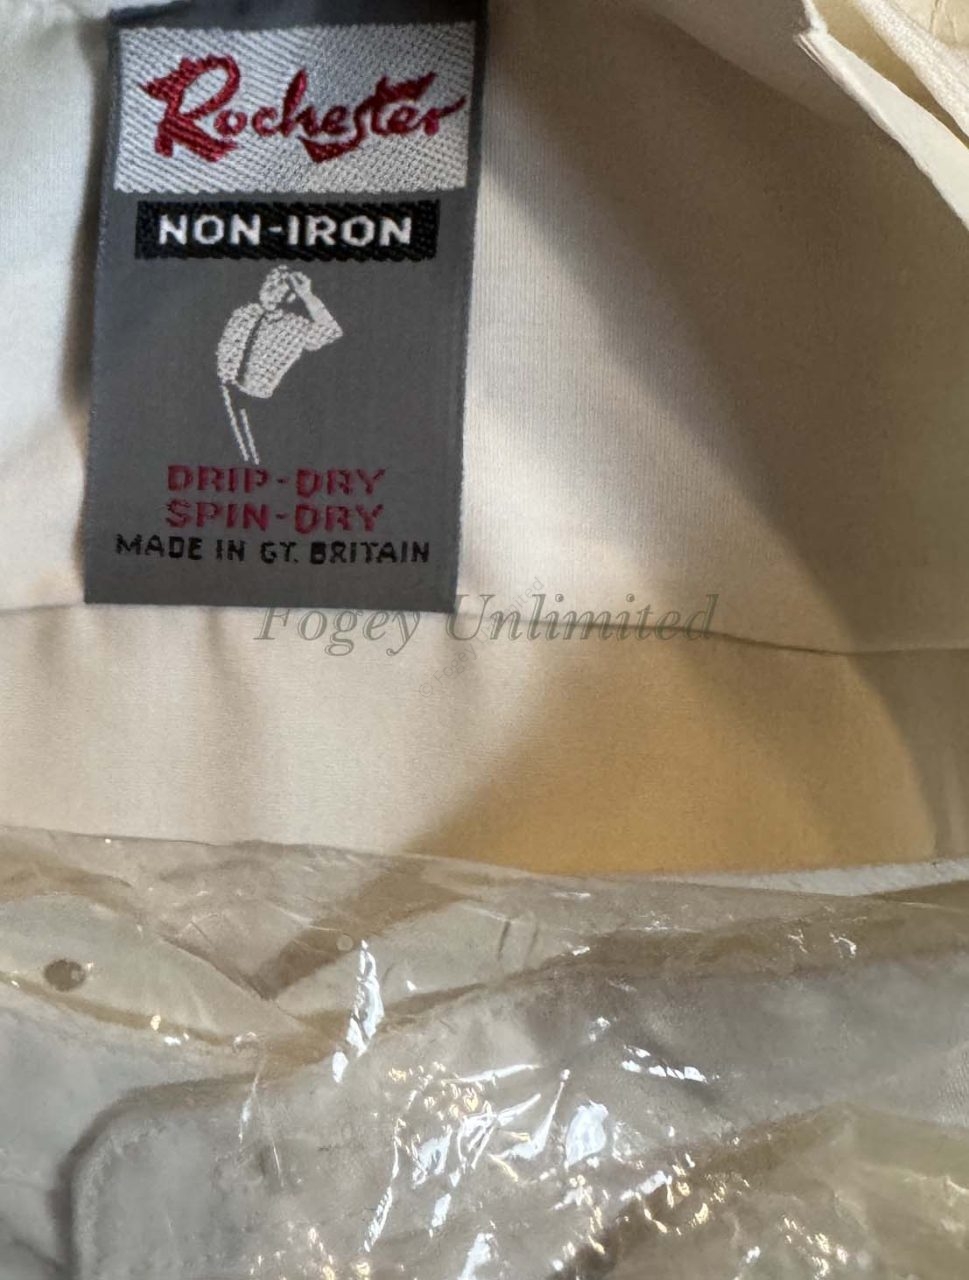 Rochester
NON-IRON
DRIP-DRY
SPIN-DRY
MADE IN GT. BRITAIN
Fogey Unlimited